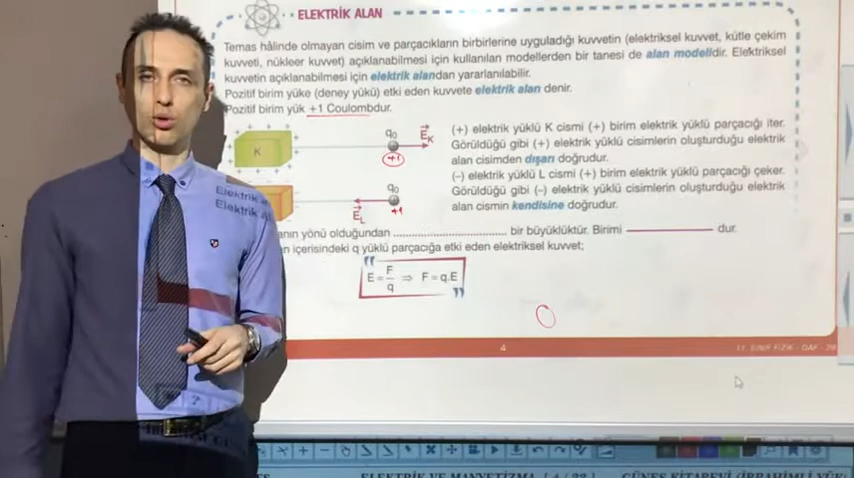 ELEKTRİK ALAN
Temas hâlinde olmayan cisim ve parçacıkların birbirlerine uyguladığı kuvvetin (elektriksel kuvvet, kütle çekim
kuvveti, nükleer kuvvet) açıklanabilmesi için kullanılan modellerden bir tanesi de alan modelidir. Elektriksel
kuvvetin açıklanabilmesi için elektrik alandan yararlanılabilir.
Pozitif birim yüke (deney yükü) etki eden kuvvete elektrik alan denir.
Pozitif birim yük +1 Coulombdur.
K
q₀
E⃗K
+1
(+) elektrik yüklü K cismi (+) birim elektrik yüklü parçacığı iter.
Görüldüğü gibi (+) elektrik yüklü cisimlerin oluşturduğu elektrik
alan cisimden dışarı doğrudur.
q₀
E⃗L
+1
(–) elektrik yüklü L cismi (+) birim elektrik yüklü parçacığı çeker.
Görüldüğü gibi (–) elektrik yüklü cisimlerin oluşturduğu elektrik
alan cismin kendisine doğrudur.
Elektrik
Elektrik
anın yönü olduğundan .................................. bir büyüklüktür. Birimi ____________ dur.
n içerisindeki q yüklü parçacığa etki eden elektriksel kuvvet;
E = F/q ⇒ F = q.E
4
11. SINIF FİZİK - DAF - 29
ELEKTRİK VE MANYETİZMA